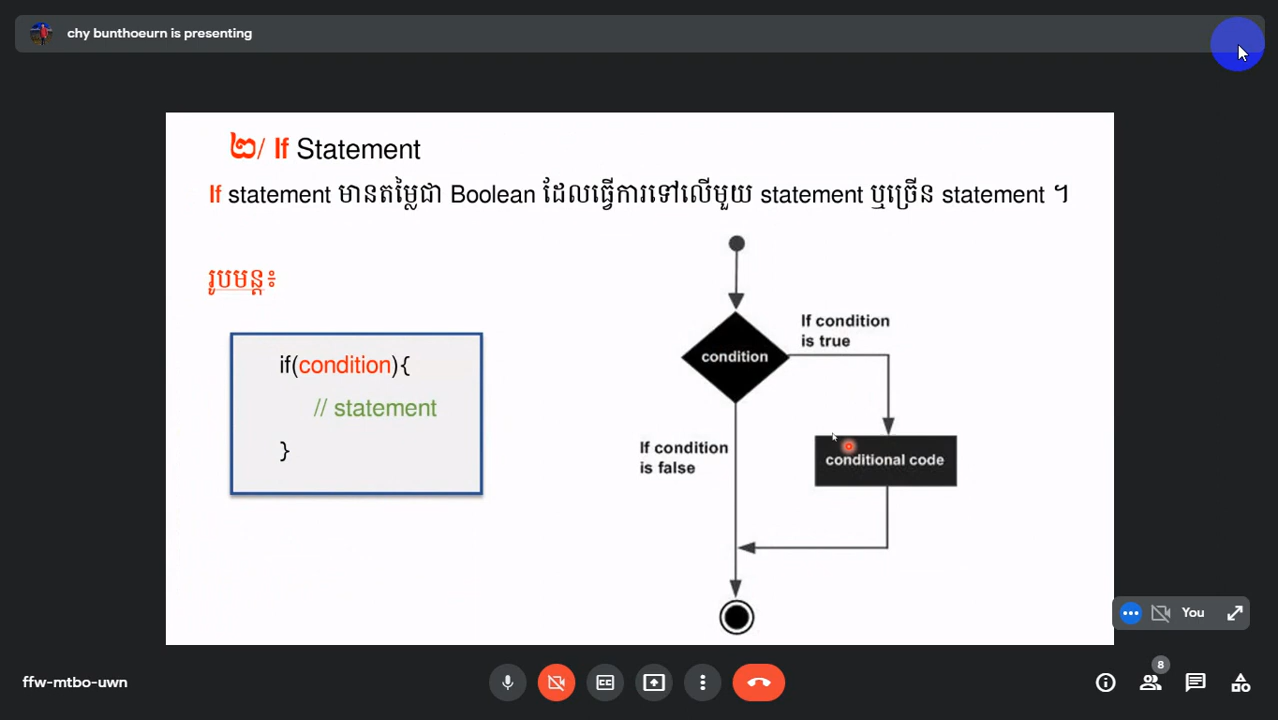 chy bunthoeurn is presenting
២/ If Statement
If statement មានតម្លៃជា Boolean ដែលធ្វើការទៅលើមួយ statement ឬច្រើន statement ។
រូបមន្ត៖
if(condition){
// statement
}
condition
If condition
is true
If condition
is false
conditional code
You
ffw-mtbo-uwn
CC
8